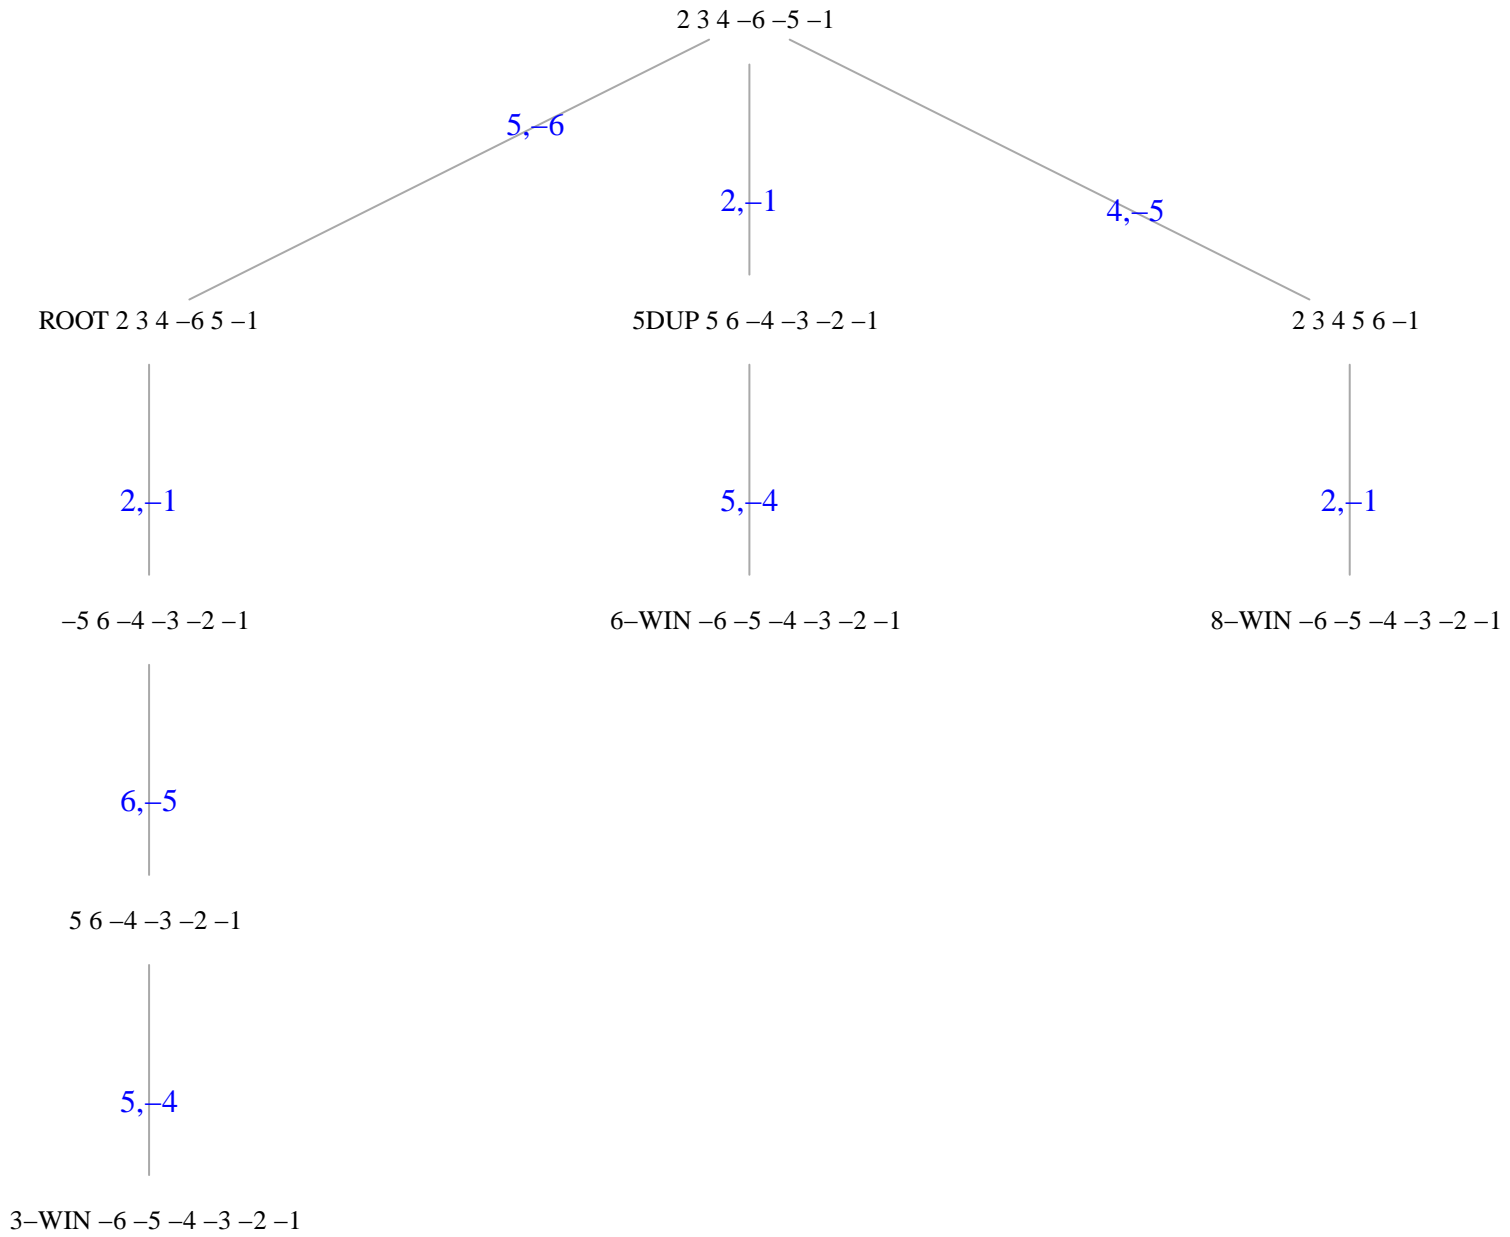 2 3 4 –6 –5 –1
5,–6
2,–1
4,–5
ROOT 2 3 4 –6 5 –1
5DUP 5 6 –4 –3 –2 –1
2 3 4 5 6 –1
2,–1
5,–4
2,–1
–5 6 –4 –3 –2 –1
6–WIN –6 –5 –4 –3 –2 –1
8–WIN –6 –5 –4 –3 –2 –1
6,–5
5 6 –4 –3 –2 –1
5,–4
3–WIN –6 –5 –4 –3 –2 –1